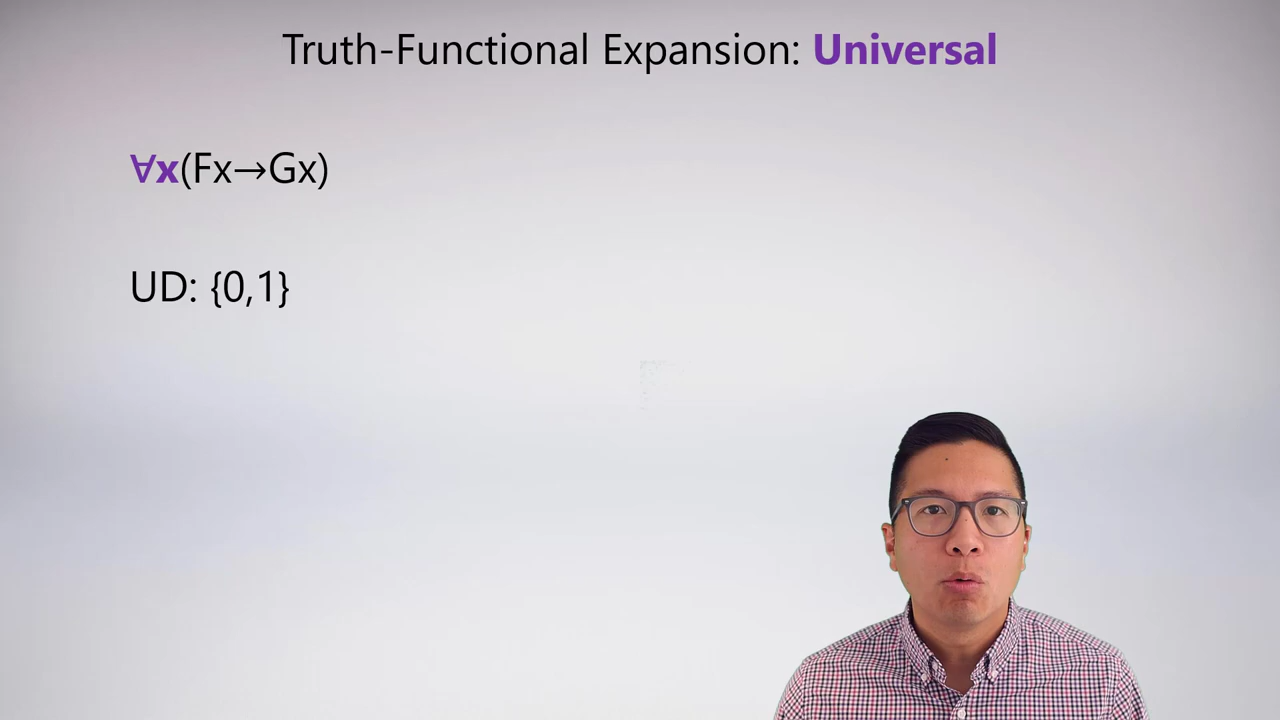 Truth-Functional Expansion: Universal
∀x(Fx→Gx)
UD: {0,1}